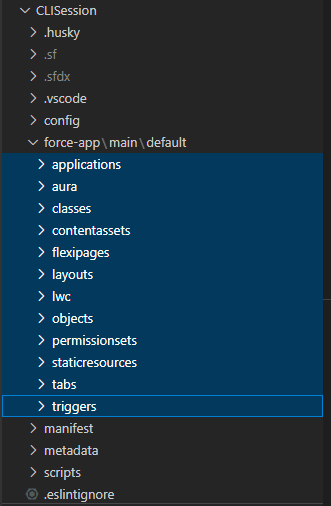 CLISession
.husky
.sf
.sfdx
.vscode
config
force-app\main\default
applications
aura
classes
contentassets
flexipages
layouts
lwc
objects
permissionsets
staticresources
tabs
triggers
manifest
metadata
scripts
.eslintignore